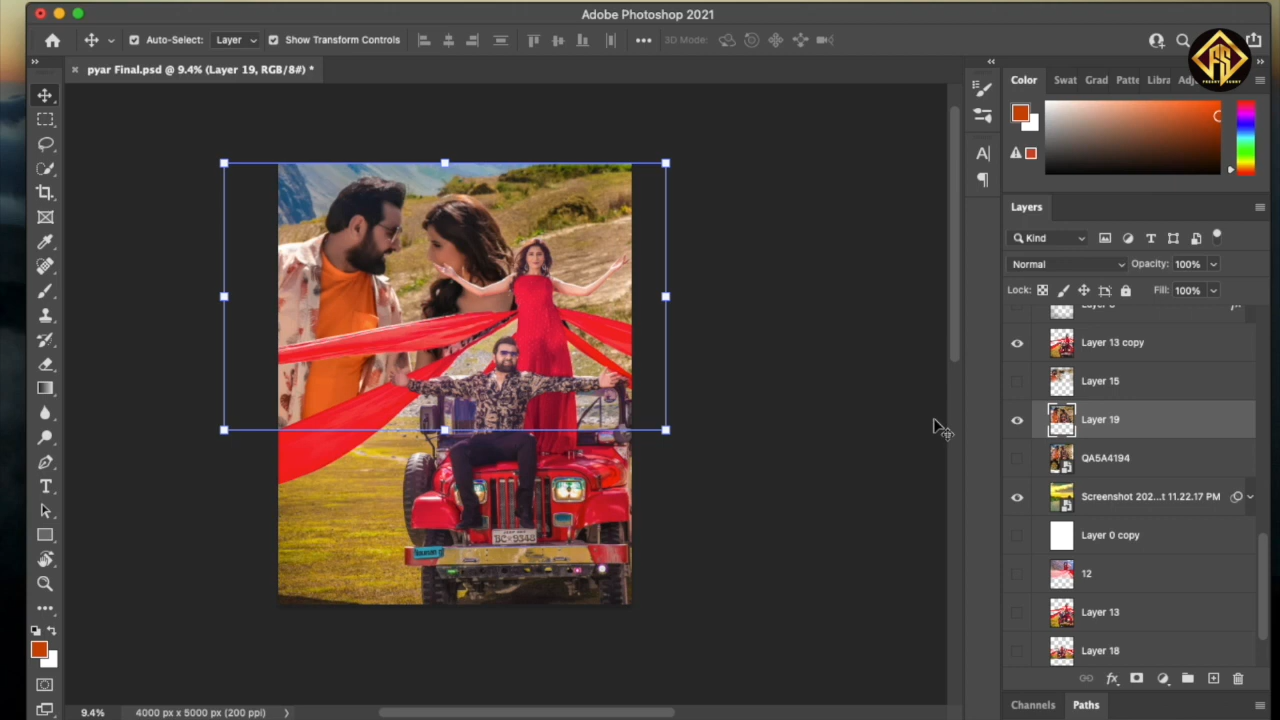 Adobe Photoshop 2021
Auto-Select: Layer Show Transform Controls 3D Mode:
pyar Final.psd @ 9.4% (Layer 19, RGB/8#) *
Color Swat Grad Patte Libra Adj
Layers
Kind
Normal Opacity: 100%
Lock: Fill: 100%
Layer 13 copy
Layer 15
Layer 19
QA5A4194
Screenshot 202...t 11.22.17 PM
Layer 0 copy
12
Layer 13
Layer 18
Channels Paths
9.4% 4000 px x 5000 px (200 ppi)
FS